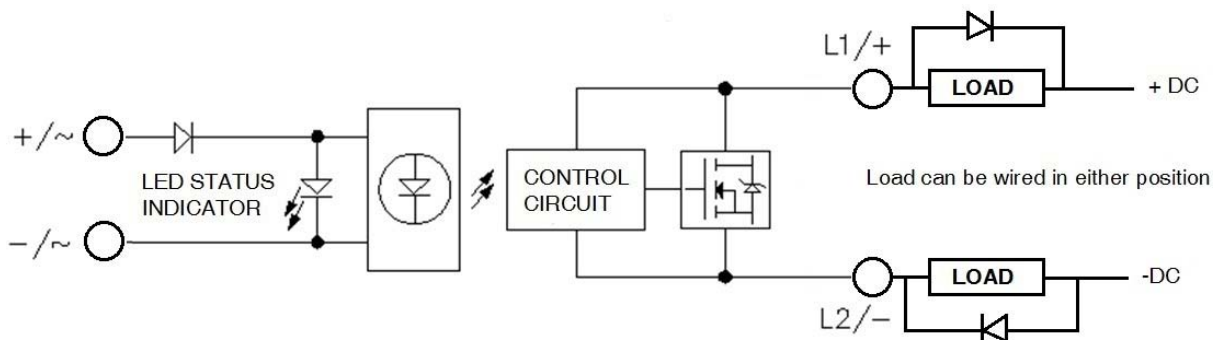 L1/+
LOAD
+ DC
+/~
LED STATUS
INDICATOR
CONTROL
CIRCUIT
Load can be wired in either position
-/~
LOAD
-DC
L2/-